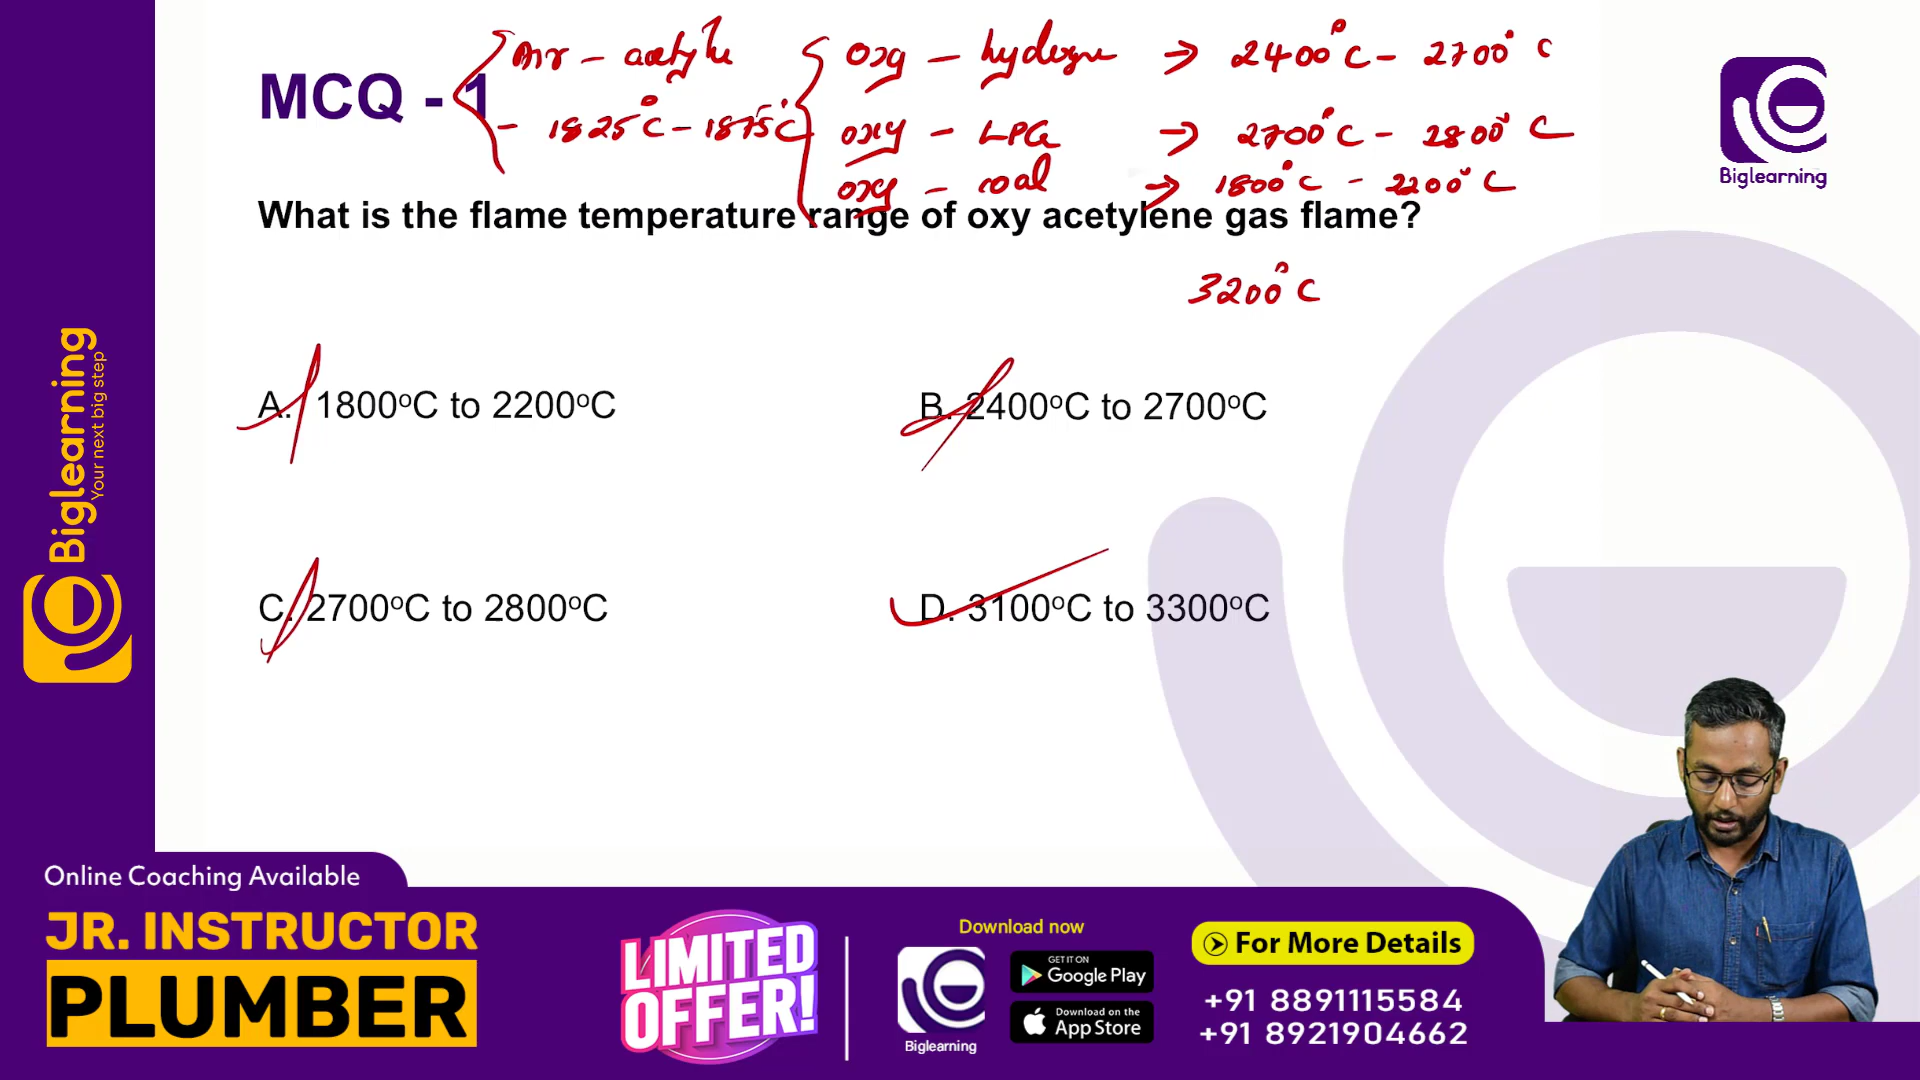 MCQ - 1
Air - acetyle
- 1825°C - 1875°C
Oxy - hydogne → 2400°C - 2700°C
oxy - LPG → 2700°C - 2800°C
oxy - coal → 1800°C - 2200°C
What is the flame temperature range of oxy acetylene gas flame?
3200°C
A. 1800°C to 2200°C
B. 2400°C to 2700°C
C. 2700°C to 2800°C
D. 3100°C to 3300°C
Biglearning
Biglearning
Your next big step
Online Coaching Available
JR. INSTRUCTOR
PLUMBER
LIMITED
OFFER!
Download now
Biglearning
GET IT ON
Google Play
Download on the
App Store
For More Details
+91 8891115584
+91 8921904662